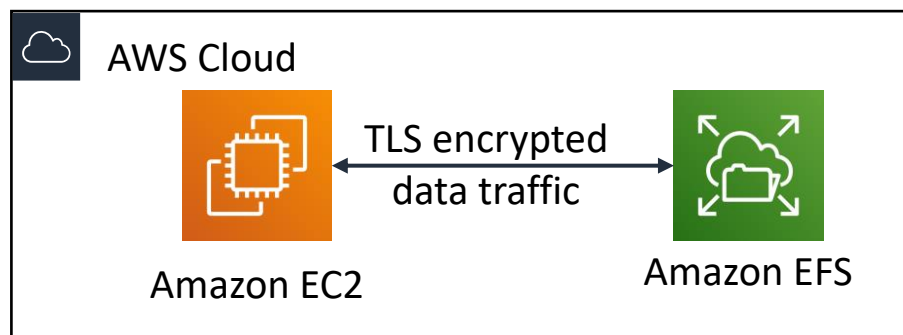 AWS Cloud
TLS encrypted
data traffic
Amazon EC2
Amazon EFS